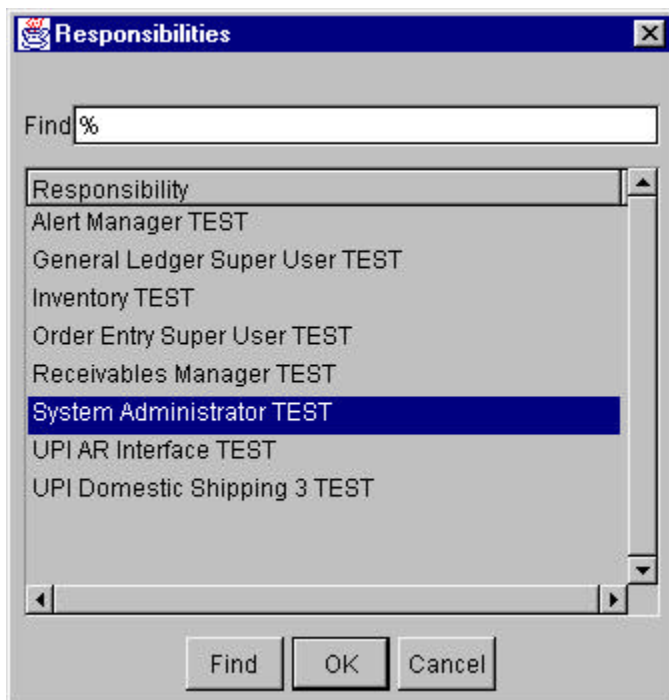 Responsibilities
Find %
Responsibility
Alert Manager TEST
General Ledger Super User TEST
Inventory TEST
Order Entry Super User TEST
Receivables Manager TEST
System Administrator TEST
UPI AR Interface TEST
UPI Domestic Shipping 3 TEST
Find OK Cancel